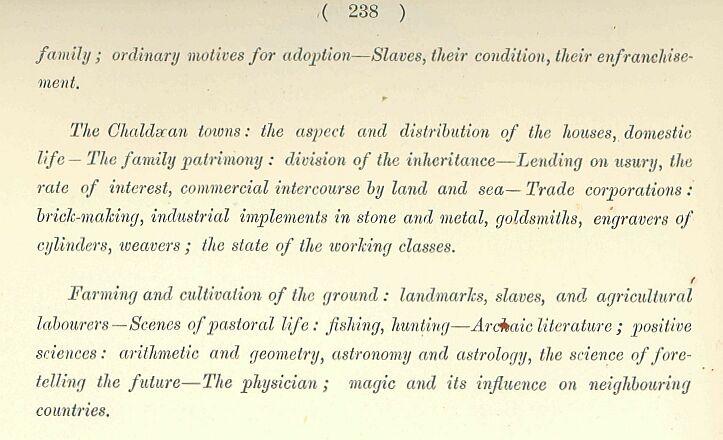 ( 238 )
family; ordinary motives for adoption—Slaves, their condition, their enfranchise-
ment.
The Chaldæan towns: the aspect and distribution of the houses, domestic
life—The family patrimony: division of the inheritance—Lending on usury, the
rate of interest, commercial intercourse by land and sea—Trade corporations:
brick-making, industrial implements in stone and metal, goldsmiths, engravers of
cylinders, weavers; the state of the working classes.
Farming and cultivation of the ground: landmarks, slaves, and agricultural
labourers—Scenes of pastoral life: fishing, hunting—Archaic literature; positive
sciences: arithmetic and geometry, astronomy and astrology, the science of fore-
telling the future—The physician; magic and its influence on neighbouring
countries.